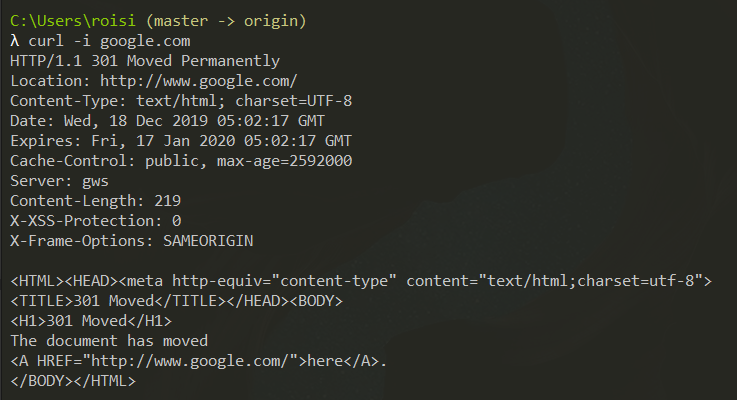 C:\Users\roisi (master -> origin)
λ curl -i google.com
HTTP/1.1 301 Moved Permanently
Location: http://www.google.com/
Content-Type: text/html; charset=UTF-8
Date: Wed, 18 Dec 2019 05:02:17 GMT
Expires: Fri, 17 Jan 2020 05:02:17 GMT
Cache-Control: public, max-age=2592000
Server: gws
Content-Length: 219
X-XSS-Protection: 0
X-Frame-Options: SAMEORIGIN

<HTML><HEAD><meta http-equiv="content-type" content="text/html;charset=utf-8">
<TITLE>301 Moved</TITLE></HEAD><BODY>
<H1>301 Moved</H1>
The document has moved
<A HREF="http://www.google.com/">here</A>.
</BODY></HTML>